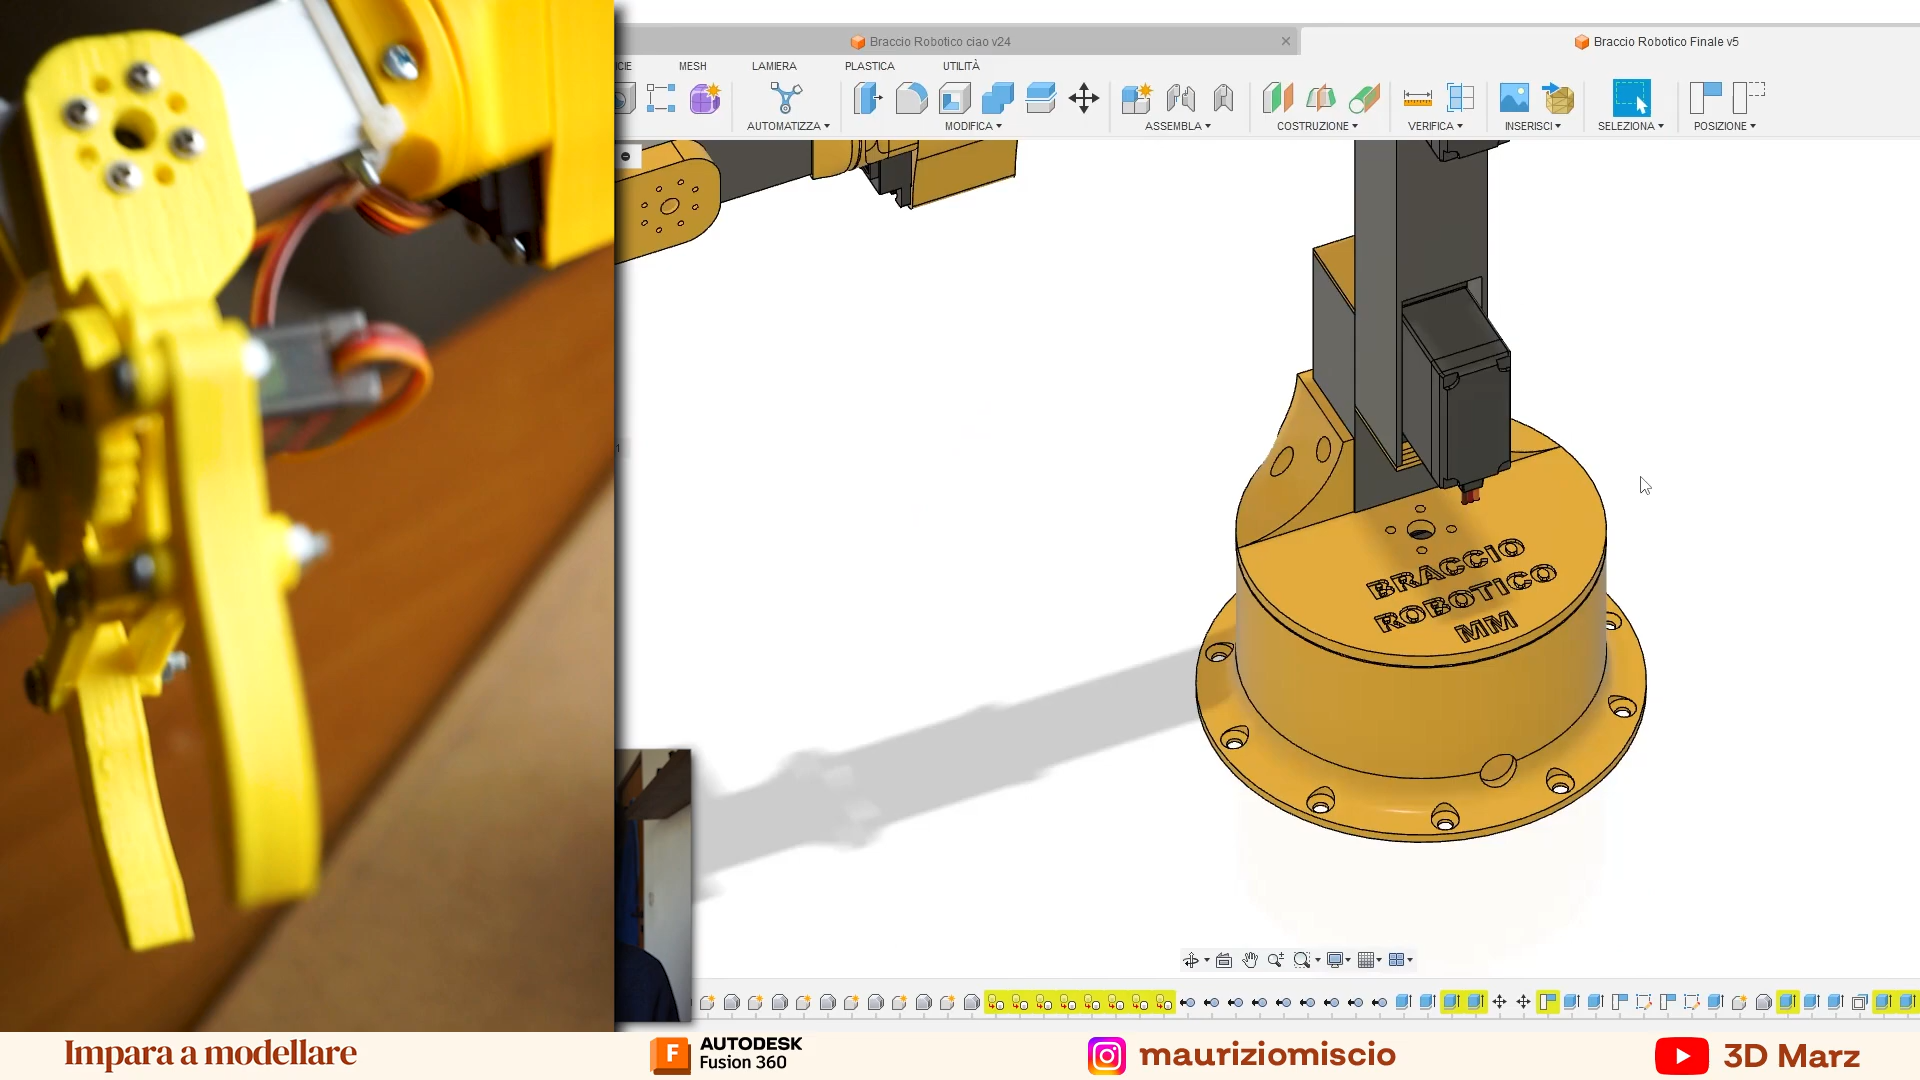 Braccio Robotico ciao v24
Braccio Robotico Finale v5
CIE MESH LAMIERA PLASTICA UTILITÀ
AUTOMATIZZA MODIFICA ASSEMBLA COSTRUZIONE VERIFICA INSERISCI SELEZIONA POSIZIONE
BRACCIO
ROBOTICO
MM
Impara a modellare
F AUTODESK
Fusion 360
mauriziomiscio
3D Marz